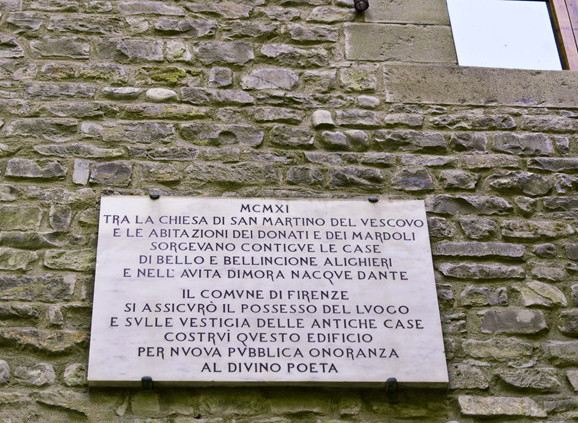 MCMXI
TRA LA CHIESA DI SAN MARTINO DEL VESCOVO
E LE ABITAZIONI DEI DONATI E DEI MARDOLI
SORGEVANO CONTIGVE LE CASE
DI BELLO E BELLINCIONE ALIGHIERI
E NELL' AVITA DIMORA NACQVE DANTE
IL COMVNE DI FIRENZE
SI ASSICVRÒ IL POSSESSO DEL LVOGO
E SVLLE VESTIGIA DELLE ANTICHE CASE
COSTRVÌ QVESTO EDIFICIO
PER NVOVA PVBBLICA ONORANZA
AL DIVINO POETA